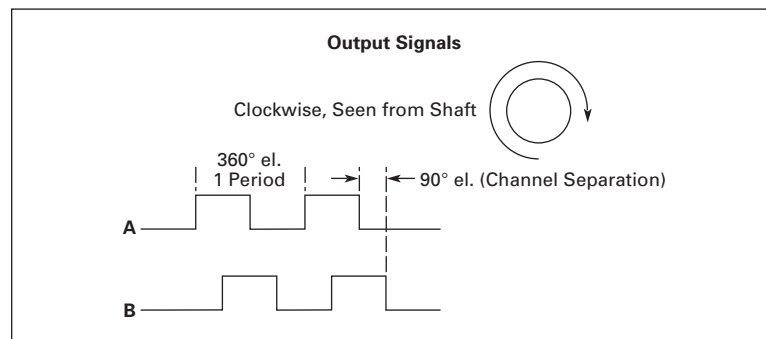 Output Signals
Clockwise, Seen from Shaft
360° el.
1 Period
90° el. (Channel Separation)
A
B